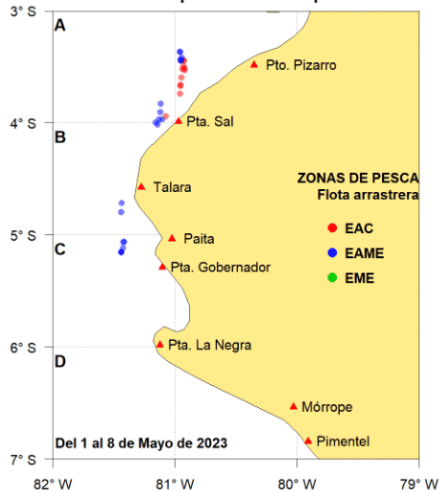 3° S
A
Pto. Pizarro
4° S
Pta. Sal
B
ZONAS DE PESCA
Flota arrastrera
Talara
EAC
5° S
Paita
EAME
C
Pta. Gobernador
EME
6° S
Pta. La Negra
D
Mórrope
Del 1 al 8 de Mayo de 2023
Pimentel
7° S
82° W
81° W
80° W
79° W